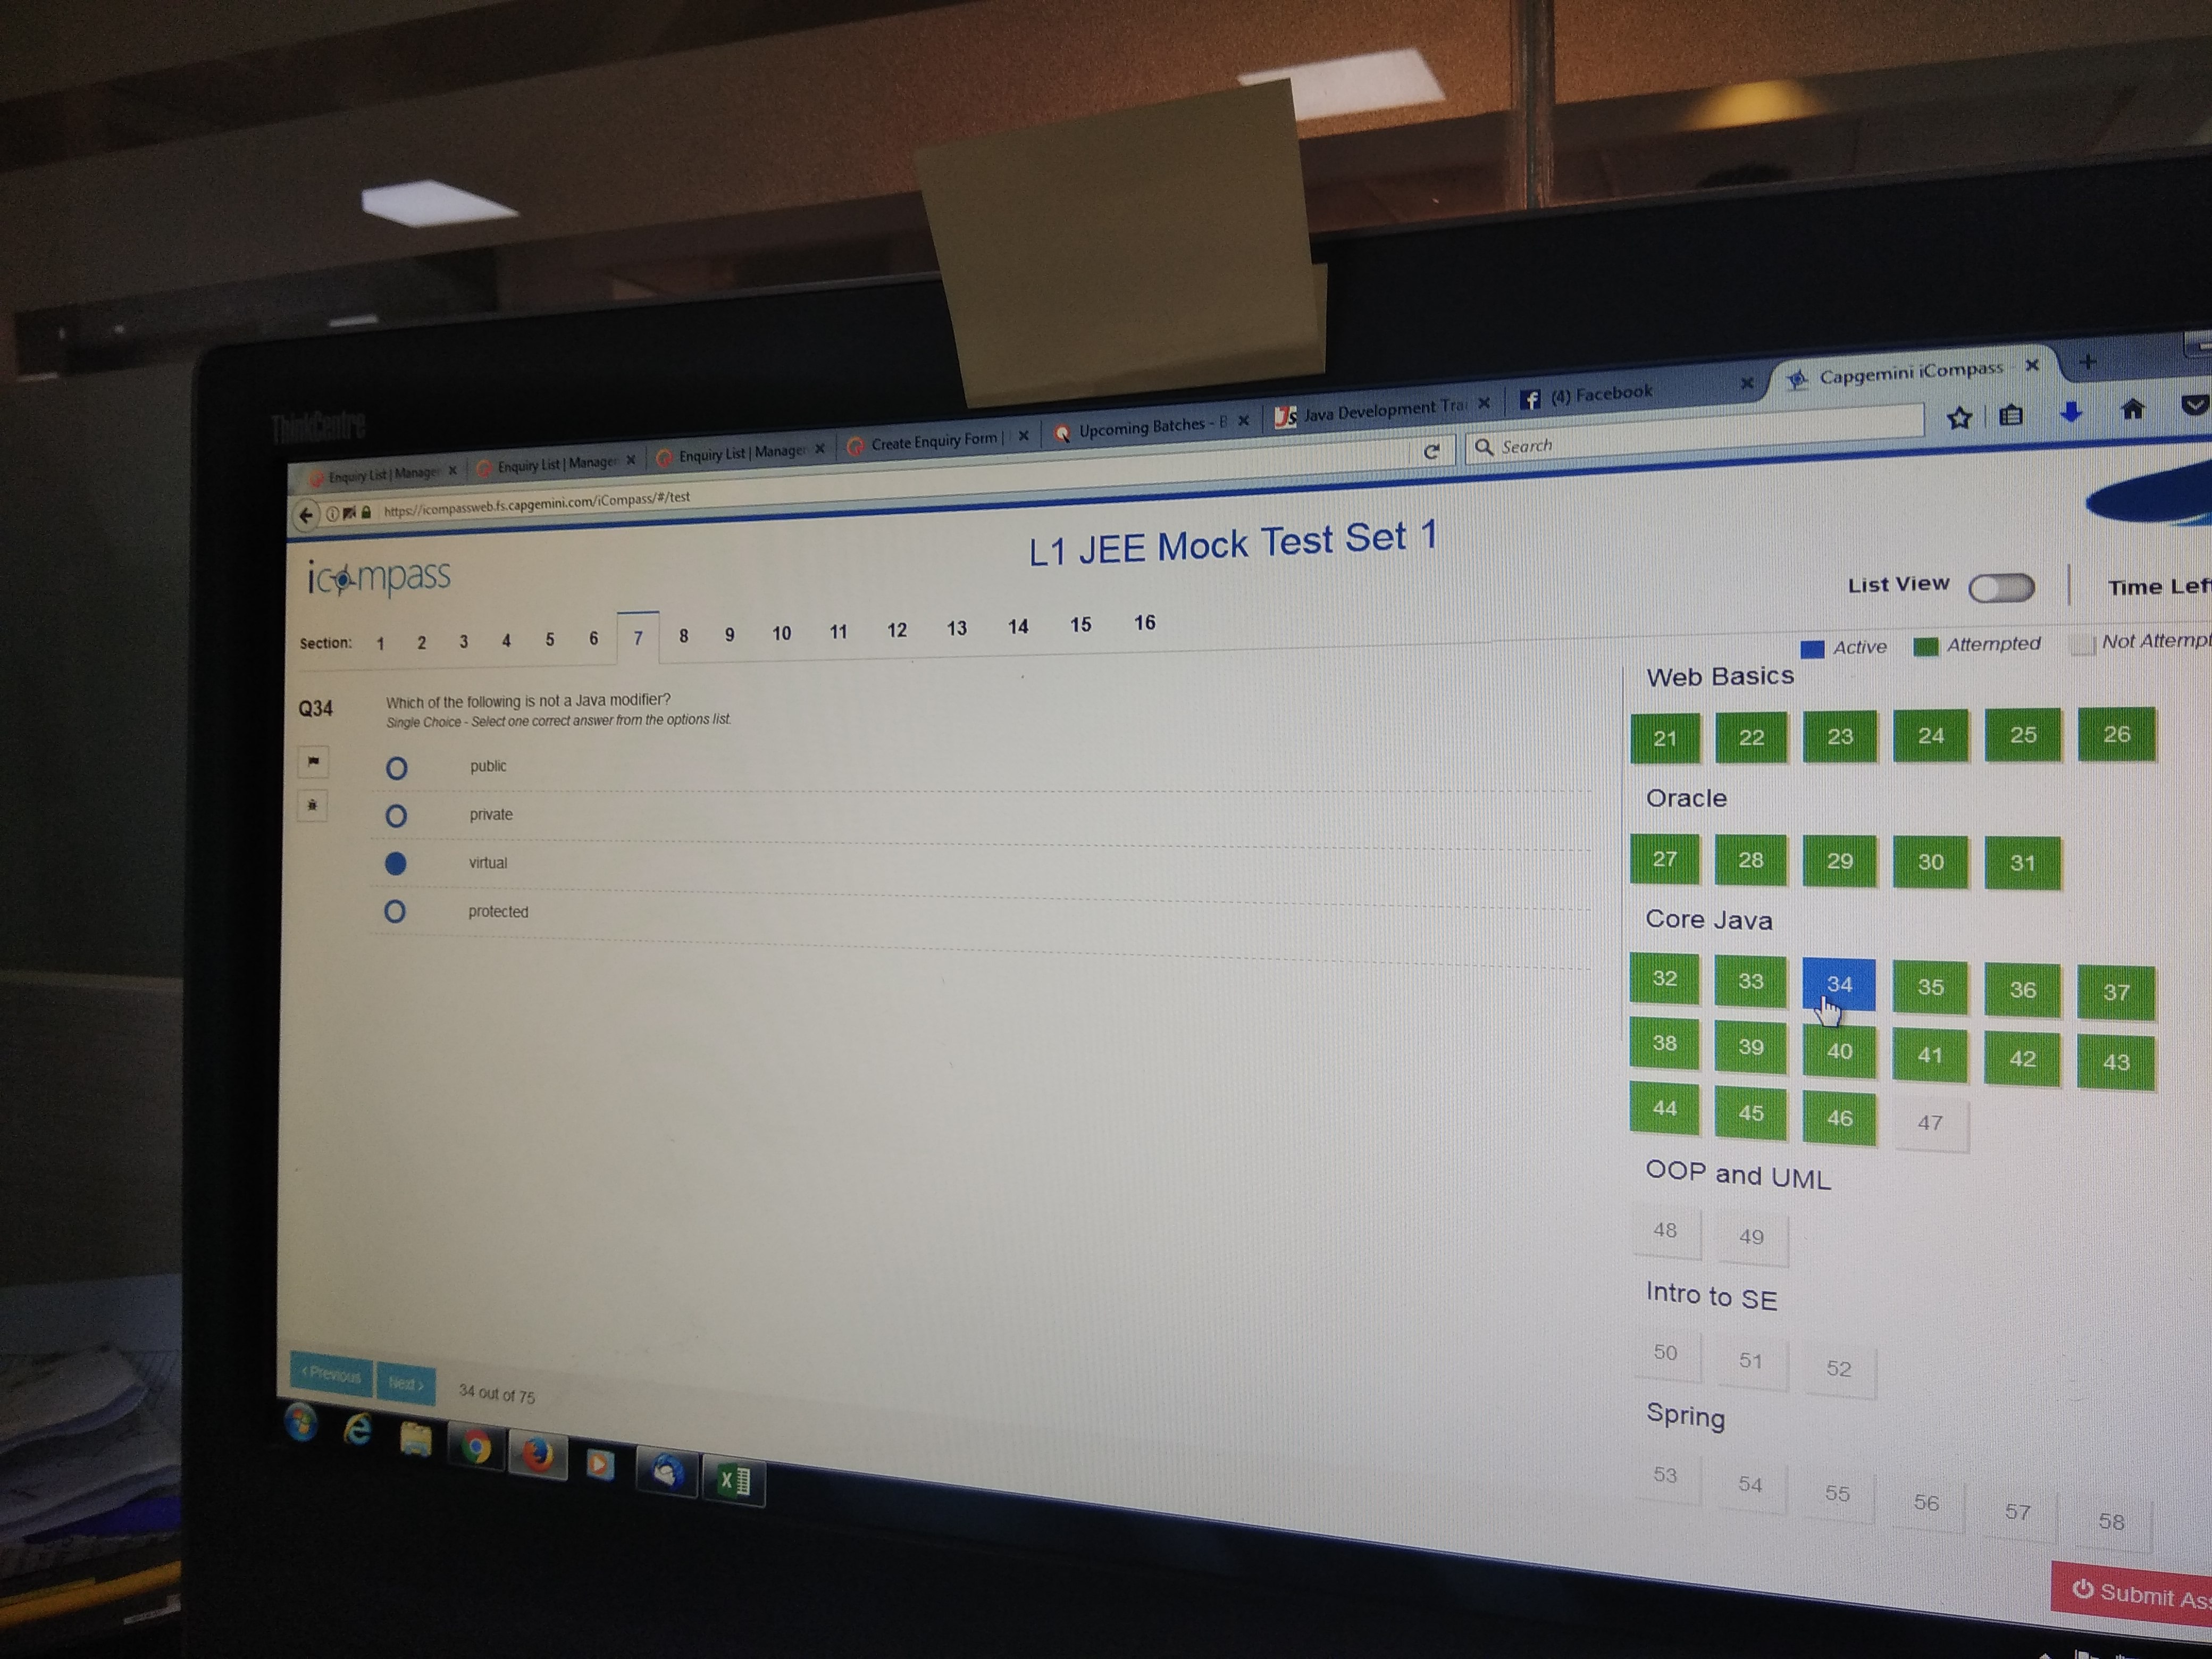 ThinkCentre
Enquiry List | Manage
Enquiry List | Manager
Enquiry List | Manager
Create Enquiry Form |
Upcoming Batches - B
Java Development Tra
(4) Facebook
Capgemini iCompass
https://icompassweb.fs.capgemini.com/iCompass/#/test
Search
icompass
L1 JEE Mock Test Set 1
List View
Time Lef
Section: 1 2 3 4 5 6 7 8 9 10 11 12 13 14 15 16
Active Attempted Not Attempt
Q34
Which of the following is not a Java modifier?
Single Choice - Select one correct answer from the options list.
public
private
virtual
protected
Web Basics
21 22 23 24 25 26
Oracle
27 28 29 30 31
Core Java
32 33 34 35 36 37
38 39 40 41 42 43
44 45 46 47
OOP and UML
48 49
Intro to SE
50 51 52
Spring
53 54 55 56 57 58
< Previous
Next >
34 out of 75
Submit Ass